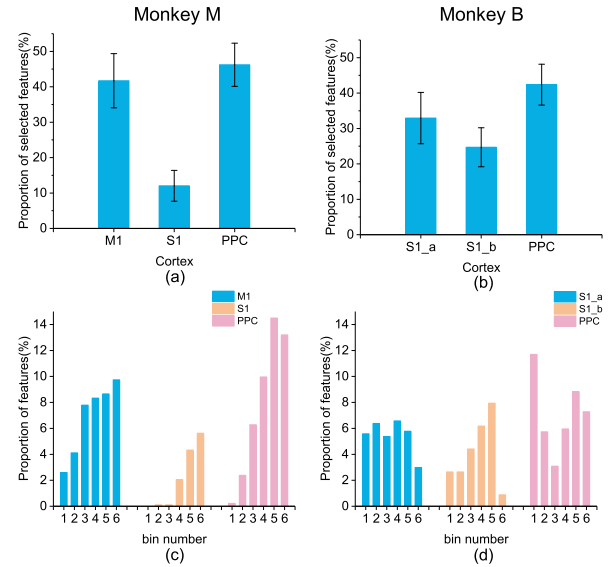 Monkey M
Monkey B
Proportion of selected features(%)
50
40
30
20
10
0
M1 S1 PPC
Cortex
(a)
Proportion of selected features(%)
50
40
30
20
10
0
S1_a S1_b PPC
Cortex
(b)
M1
S1
PPC
Proportion of features(%)
14
12
10
8
6
4
2
0
1 2 3 4 5 6 1 2 3 4 5 6 1 2 3 4 5 6
bin number
(c)
S1_a
S1_b
PPC
Proportion of features(%)
14
12
10
8
6
4
2
0
1 2 3 4 5 6 1 2 3 4 5 6 1 2 3 4 5 6
bin number
(d)